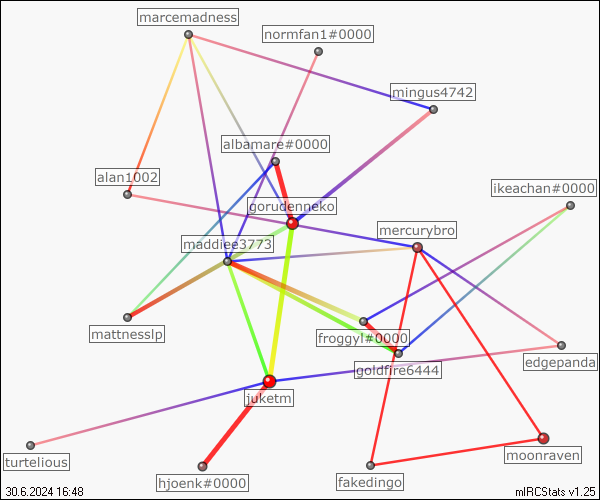 marcemadness
normfan1#0000
mingus4742
albamare#0000
alan1002
ikeachan#0000
gorudenneko
mercurybro
maddiee3773
mattnesslp
froggyl#0000
edgepanda
goldfire6444
juketm
moonraven
turtelious
hjoenk#0000
fakedingo
30.6.2024 16:48
mIRCStats v1.25